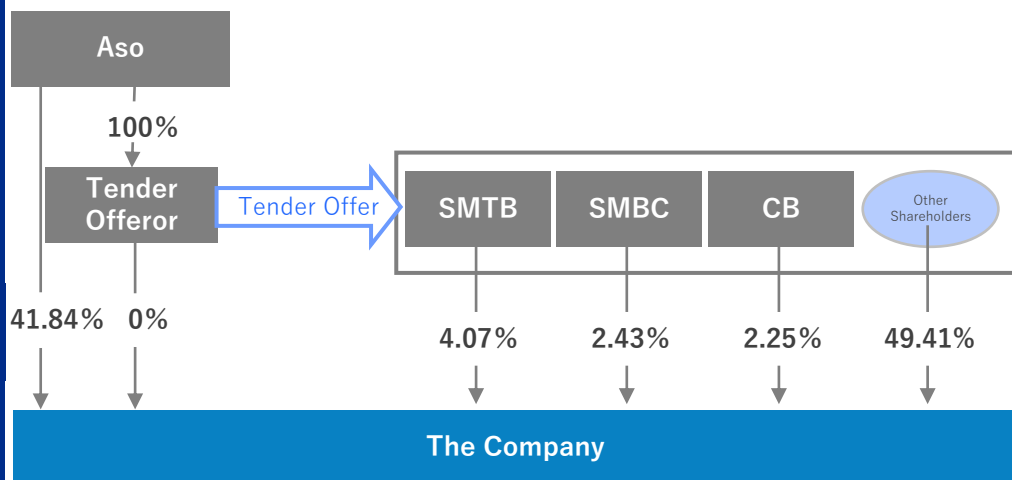 Aso
100%
Tender
Offeror
Tender Offer
SMTB
SMBC
CB
Other
Shareholders
41.84%
0%
4.07%
2.43%
2.25%
49.41%
The Company